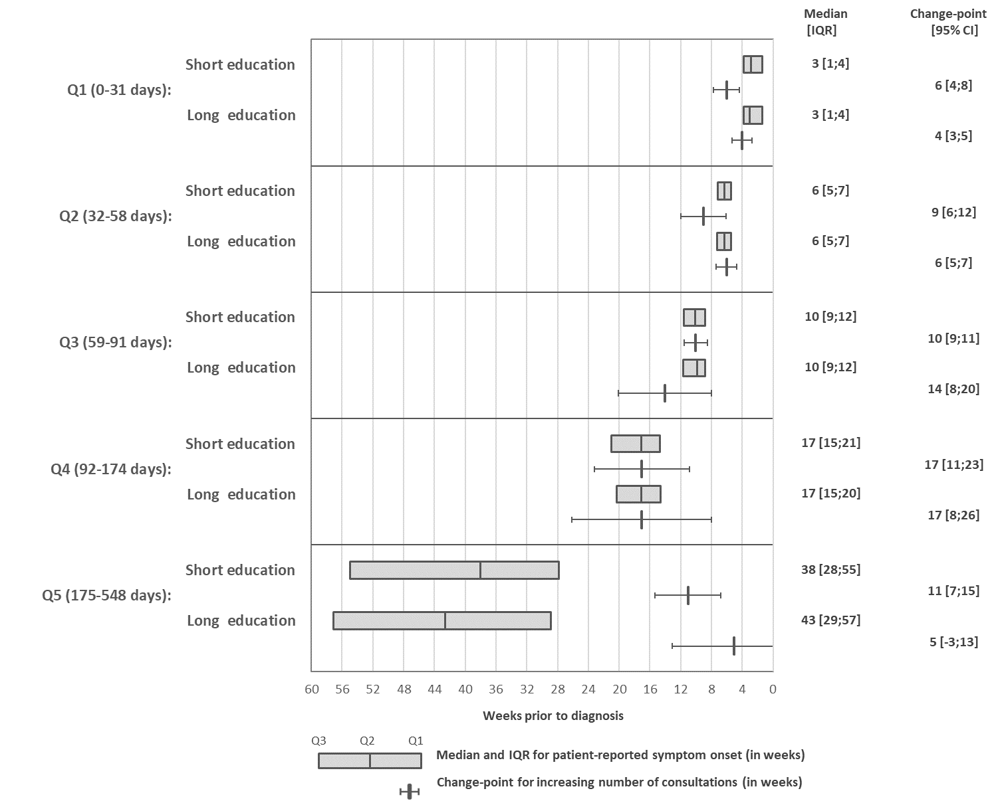 Median Change-point
[IQR] [95% CI]
Short education 3 [1;4]
Q1 (0-31 days): 6 [4;8]
Long education 3 [1;4]
4 [3;5]
Short education 6 [5;7]
Q2 (32-58 days): 9 [6;12]
Long education 6 [5;7]
6 [5;7]
Short education 10 [9;12]
Q3 (59-91 days): 10 [9;11]
Long education 10 [9;12]
14 [8;20]
Short education 17 [15;21]
Q4 (92-174 days): 17 [11;23]
Long education 17 [15;20]
17 [8;26]
Short education 38 [28;55]
Q5 (175-548 days): 11 [7;15]
Long education 43 [29;57]
5 [-3;13]
60 56 52 48 44 40 36 32 28 24 20 16 12 8 4 0
Weeks prior to diagnosis
Q3 Q2 Q1
Median and IQR for patient-reported symptom onset (in weeks)
Change-point for increasing number of consultations (in weeks)